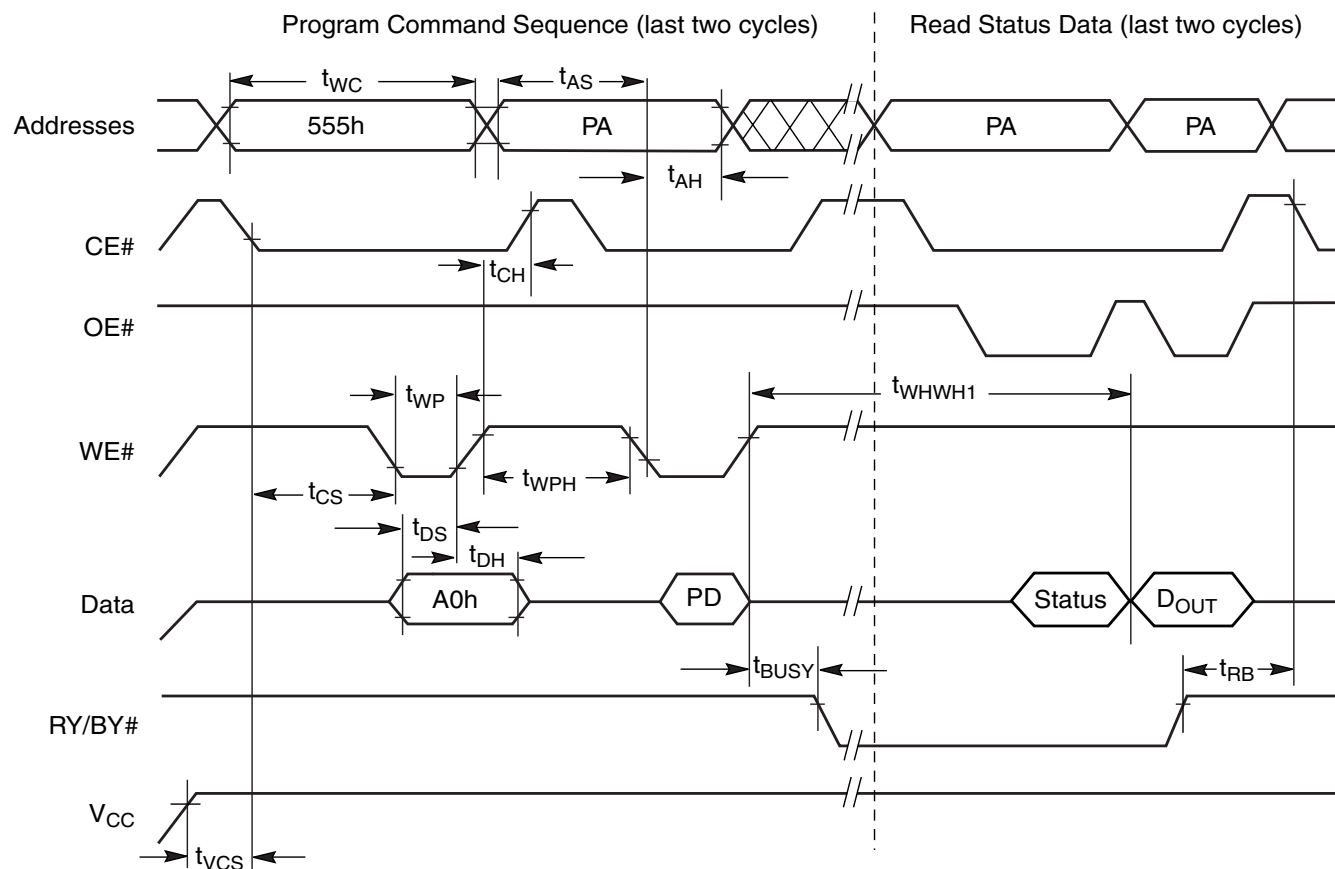 Program Command Sequence (last two cycles) Read Status Data (last two cycles)
tWC tAS
Addresses 555h PA PA PA
tAH
CE#
tCH
OE#
tWP tWHWH1
WE#
tCS tWPH
tDS
tDH
Data A0h PD Status DOUT
tBUSY tRB
RY/BY#
VCC
tVCS